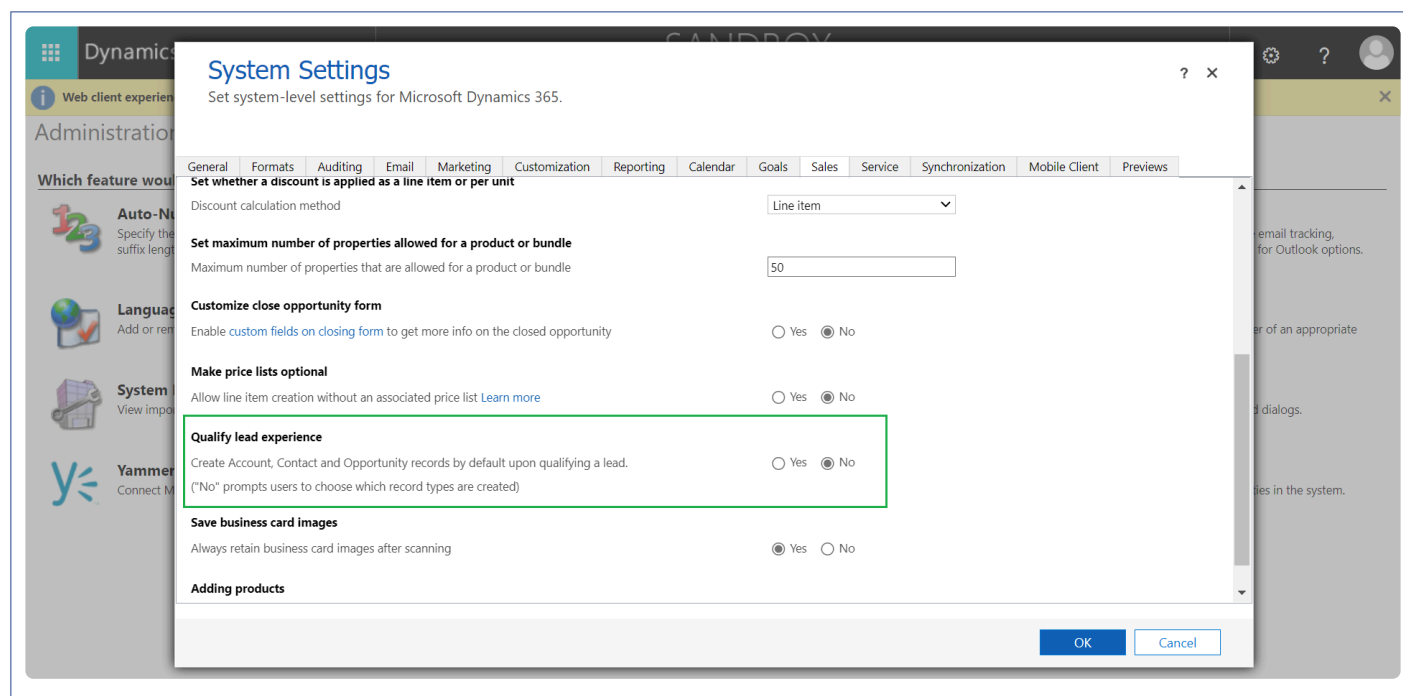 SANDBOX
Dynamics
?
Web client experien
Administration
Which feature wou
Auto-Nu
Specify the
suffix lengt
Languag
Add or rem
System
View impo
Yammer
Connect M
System Settings
? ×
Set system-level settings for Microsoft Dynamics 365.
General Formats Auditing Email Marketing Customization Reporting Calendar Goals Sales Service Synchronization Mobile Client Previews
Set whether a discount is applied as a line item or per unit
Discount calculation method Line item
Set maximum number of properties allowed for a product or bundle
Maximum number of properties that are allowed for a product or bundle 50
Customize close opportunity form
Enable custom fields on closing form to get more info on the closed opportunity Yes No
Make price lists optional
Allow line item creation without an associated price list Learn more Yes No
Qualify lead experience
Create Account, Contact and Opportunity records by default upon qualifying a lead. Yes No
("No" prompts users to choose which record types are created)
Save business card images
Always retain business card images after scanning Yes No
Adding products
OK Cancel
email tracking,
for Outlook options.
er of an appropriate
d dialogs.
ties in the system.